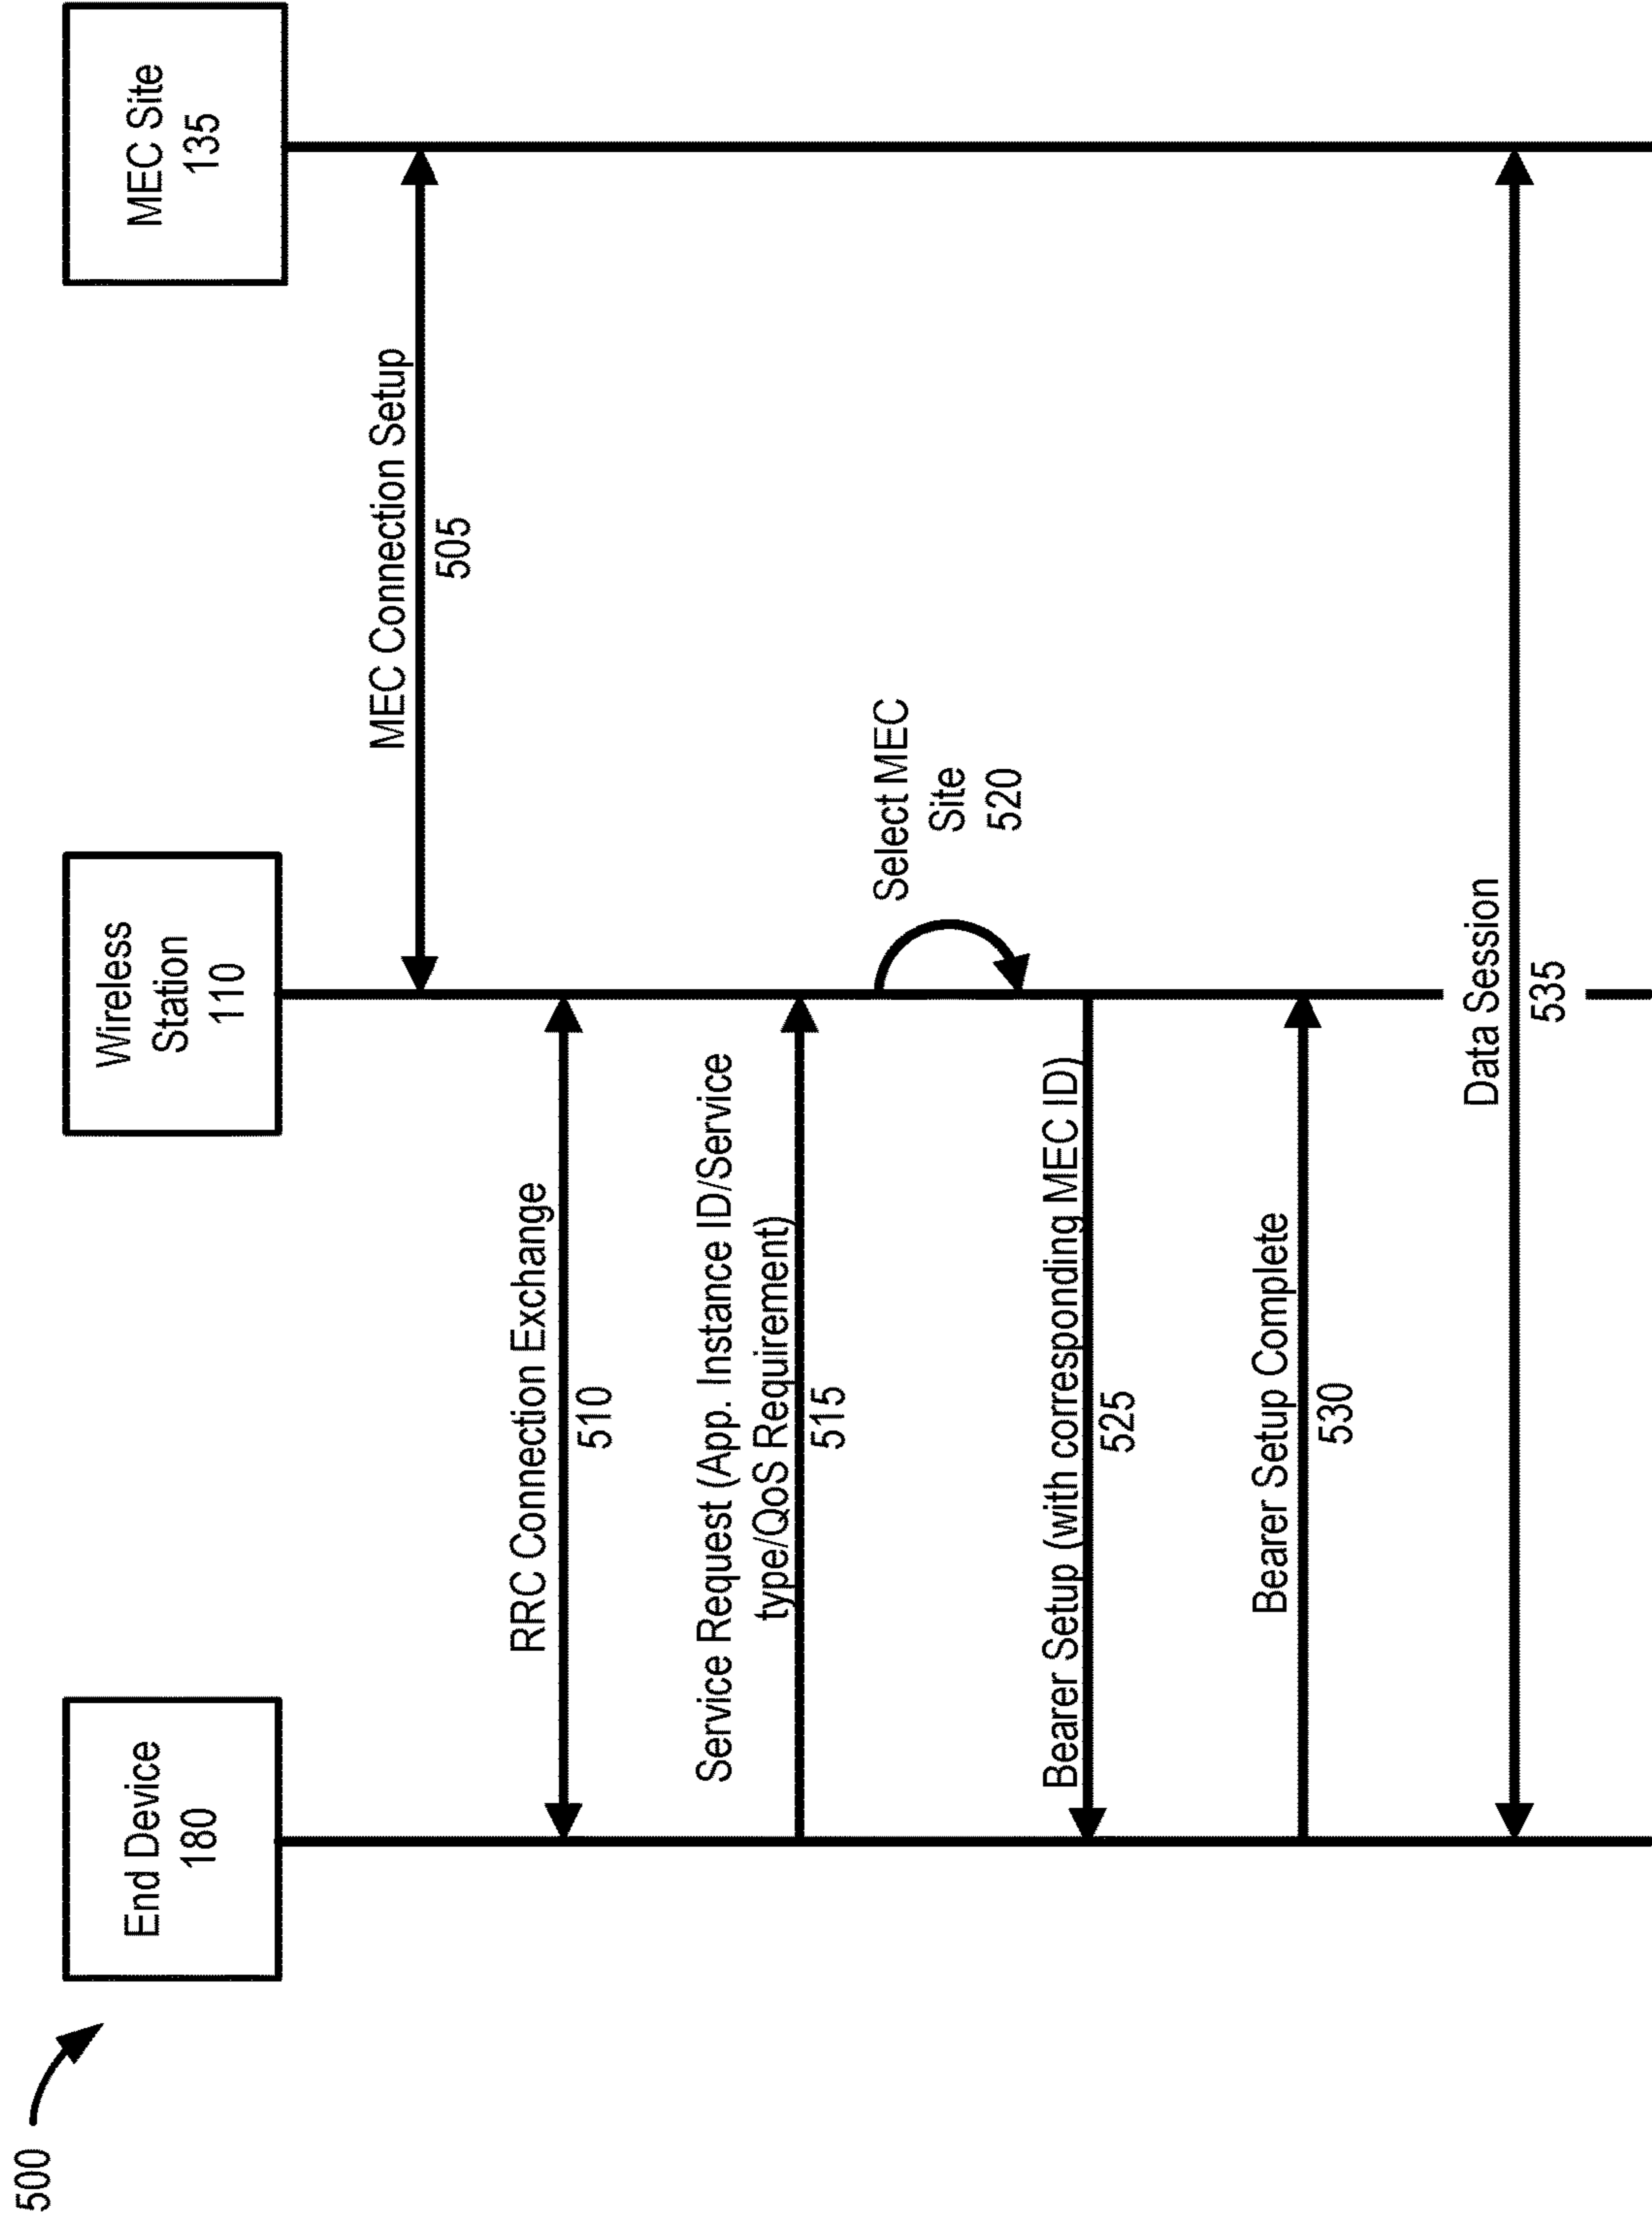 500
End Device
180
Wireless
Station
110
MEC Site
135
MEC Connection Setup
505
RRC Connection Exchange
510
Service Request (App. Instance ID/Service
type/QoS Requirement)
515
Select MEC
Site
520
Bearer Setup (with corresponding MEC ID)
525
Bearer Setup Complete
530
Data Session
535